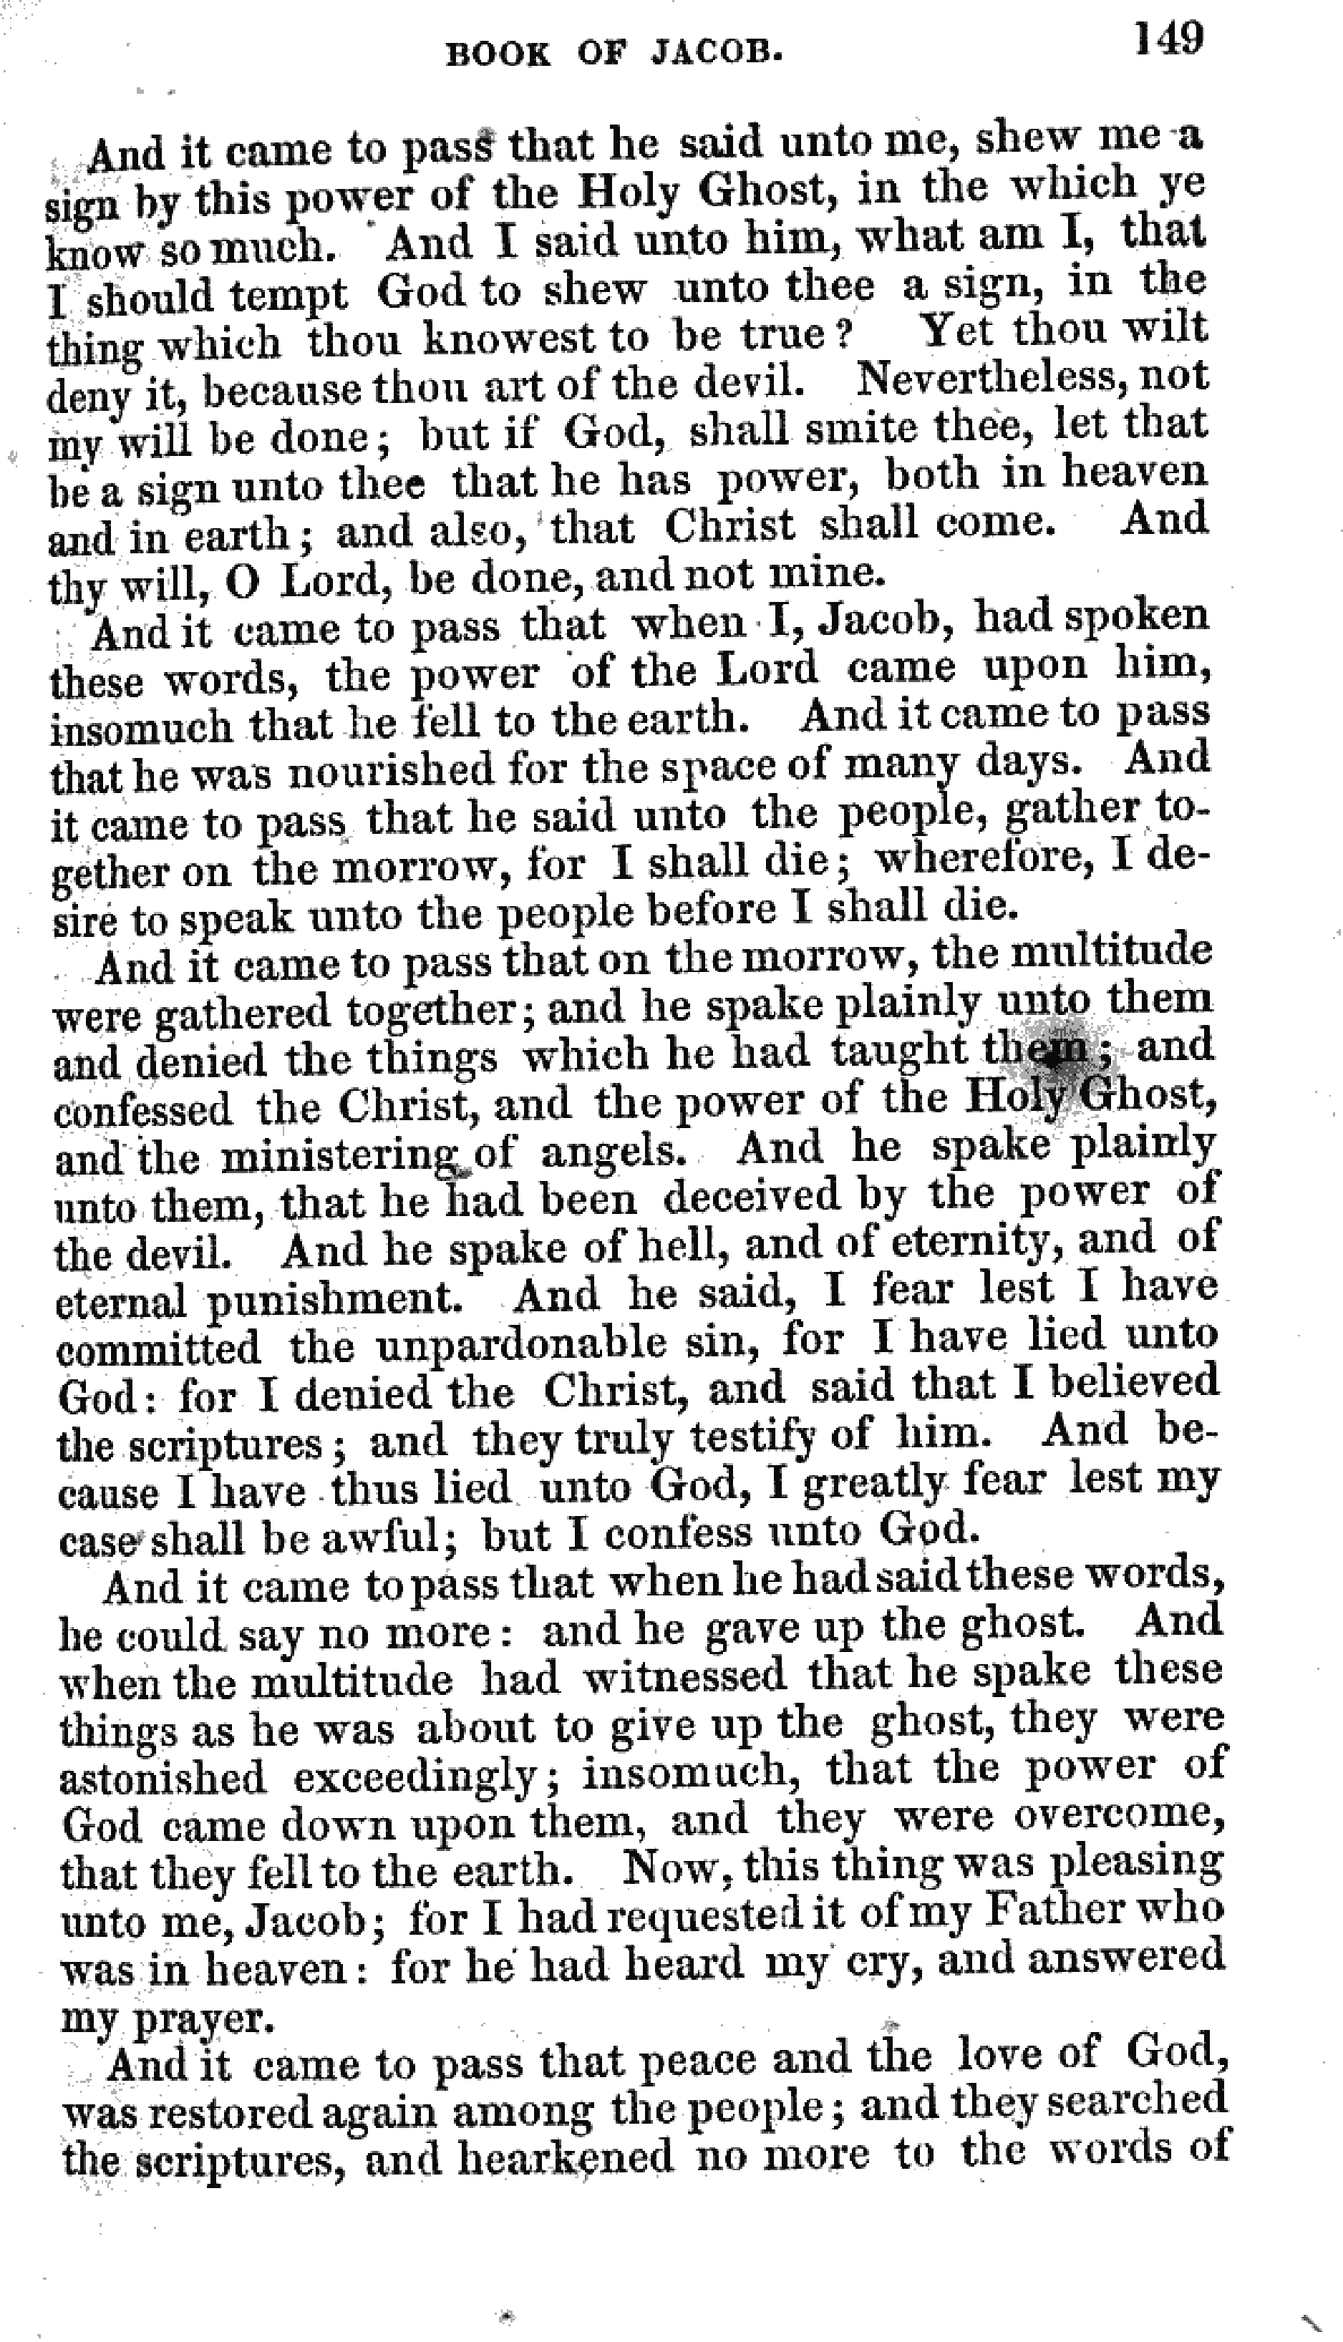 BOOK OF JACOB. 149
And it came to pass that he said unto me, shew me a
sign by this power of the Holy Ghost, in the which ye
know so much. And I said unto him, what am I, that
I should tempt God to shew unto thee a sign, in the
thing which thou knowest to be true? Yet thou wilt
deny it, because thou art of the devil. Nevertheless, not
my will be done; but if God, shall smite thee, let that
be a sign unto thee that he has power, both in heaven
and in earth; and also, that Christ shall come. And
thy will, O Lord, be done, and not mine.
And it came to pass that when I, Jacob, had spoken
these words, the power of the Lord came upon him,
insomuch that he fell to the earth. And it came to pass
that he was nourished for the space of many days. And
it came to pass that he said unto the people, gather to-
gether on the morrow, for I shall die; wherefore, I de-
sire to speak unto the people before I shall die.
And it came to pass that on the morrow, the multitude
were gathered together; and he spake plainly unto them
and denied the things which he had taught them; and
confessed the Christ, and the power of the Holy Ghost,
and the ministering of angels. And he spake plainly
unto them, that he had been deceived by the power of
the devil. And he spake of hell, and of eternity, and of
eternal punishment. And he said, I fear lest I have
committed the unpardonable sin, for I have lied unto
God: for I denied the Christ, and said that I believed
the scriptures; and they truly testify of him. And be-
cause I have thus lied unto God, I greatly fear lest my
case shall be awful; but I confess unto God.
And it came to pass that when he had said these words,
he could say no more: and he gave up the ghost. And
when the multitude had witnessed that he spake these
things as he was about to give up the ghost, they were
astonished exceedingly; insomuch, that the power of
God came down upon them, and they were overcome,
that they fell to the earth. Now, this thing was pleasing
unto me, Jacob; for I had requested it of my Father who
was in heaven: for he had heard my cry, and answered
my prayer.
And it came to pass that peace and the love of God,
was restored again among the people; and they searched
the scriptures, and hearkened no more to the words of